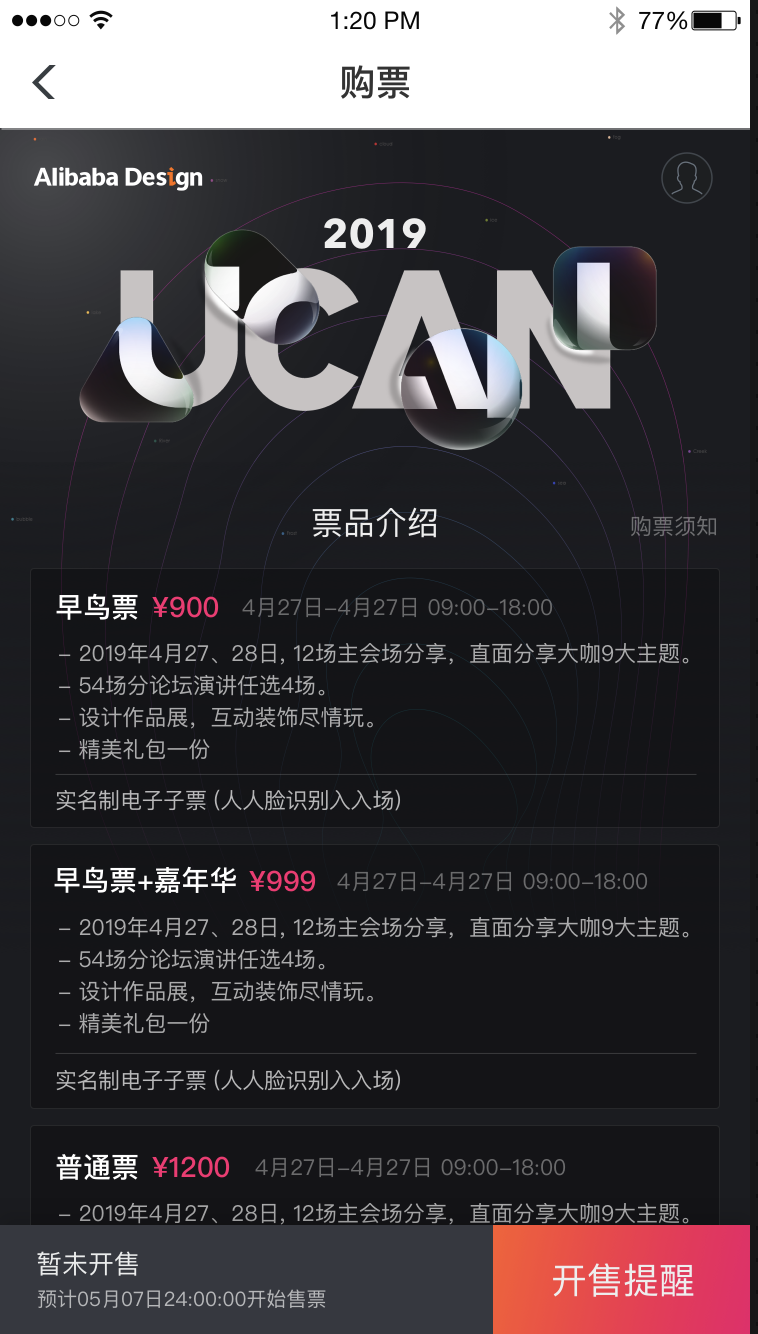 1:20 PM
77%
购票
Alibaba Design
2019
UCAN
票品介绍
购票须知
早鸟票 ¥900 4月27日–4月27日 09:00–18:00
– 2019年4月27、28日, 12场主会场分享，直面分享大咖9大主题。
– 54场分论坛演讲任选4场。
– 设计作品展，互动装饰尽情玩。
– 精美礼包一份
实名制电子子票 (人人脸识别入入场)
早鸟票+嘉年华 ¥999 4月27日–4月27日 09:00–18:00
– 2019年4月27、28日, 12场主会场分享，直面分享大咖9大主题。
– 54场分论坛演讲任选4场。
– 设计作品展，互动装饰尽情玩。
– 精美礼包一份
实名制电子子票 (人人脸识别入入场)
普通票 ¥1200 4月27日–4月27日 09:00–18:00
– 2019年4月27、28日, 12场主会场分享，直面分享大咖9大主题。
暂未开售
预计05月07日24:00:00开始售票
开售提醒